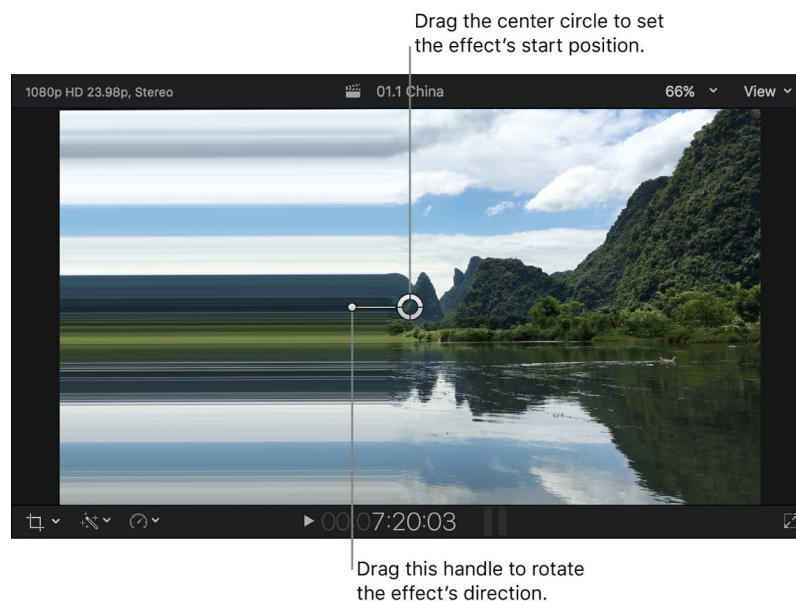 Drag the center circle to set
the effect's start position.
1080p HD 23.98p, Stereo 01.1 China 66% View
00:07:20:03
Drag this handle to rotate
the effect's direction.